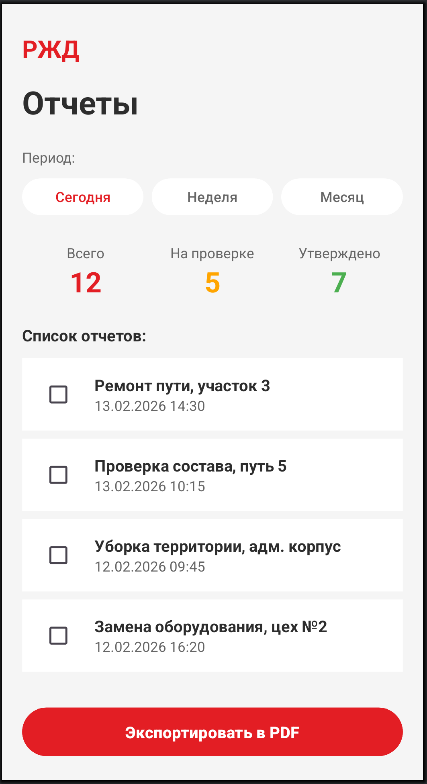 РЖД
Отчеты
Период:
Сегодня Неделя Месяц
Всего На проверке Утверждено
12 5 7
Список отчетов:
Ремонт пути, участок 3
13.02.2026 14:30
Проверка состава, путь 5
13.02.2026 10:15
Уборка территории, адм. корпус
12.02.2026 09:45
Замена оборудования, цех №2
12.02.2026 16:20
Экспортировать в PDF